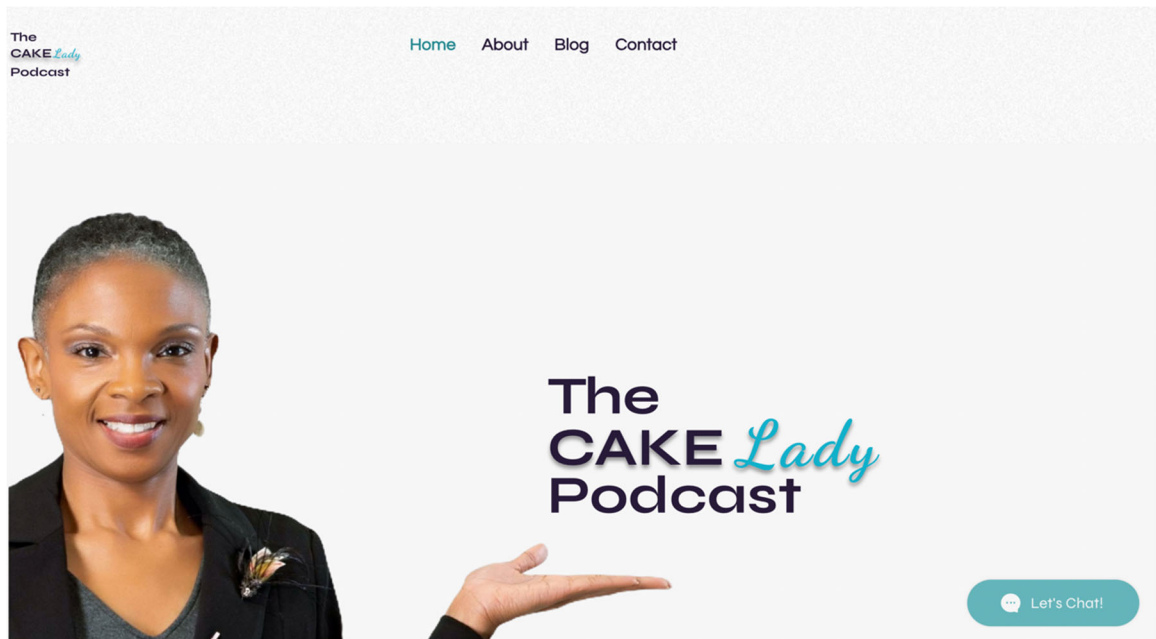 The
CAKE Lady
Podcast
Home About Blog Contact
The
CAKE Lady
Podcast
Let's Chat!